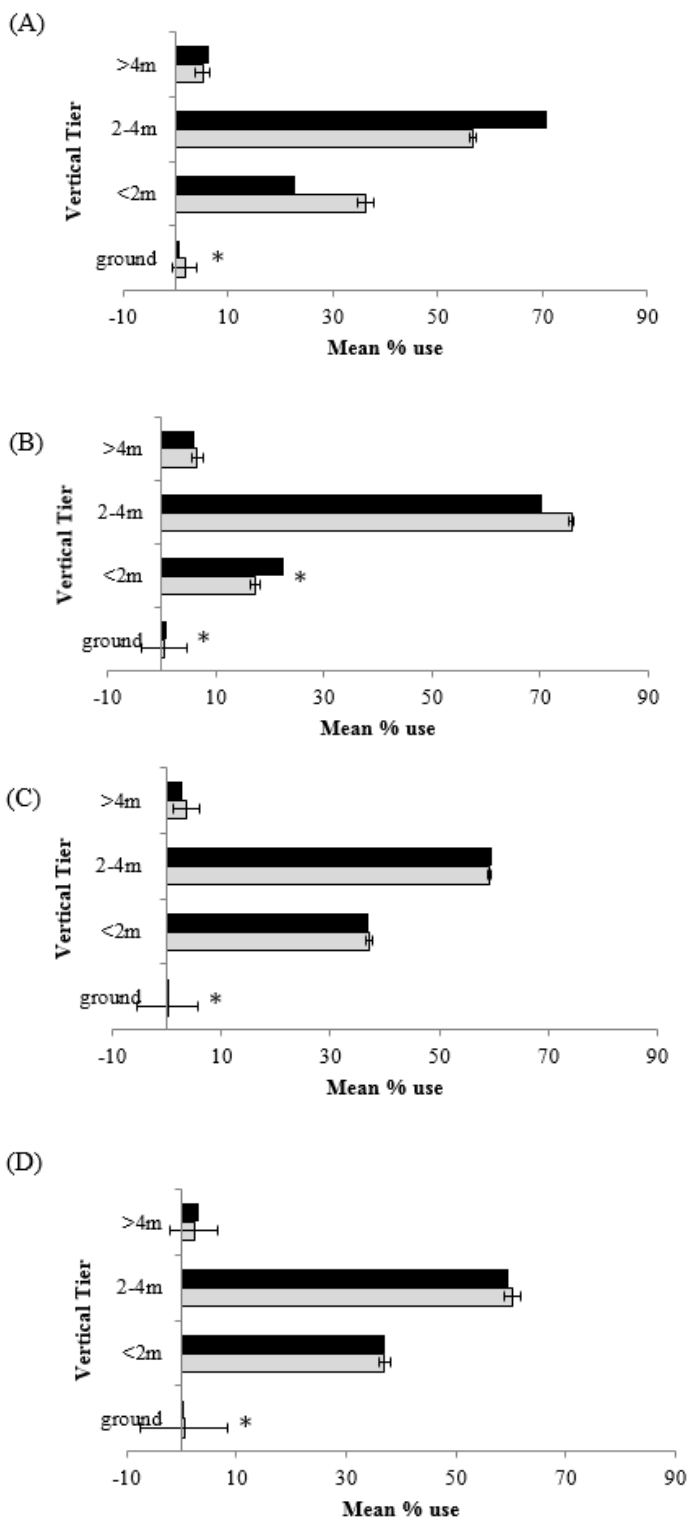 (A)
Vertical Tier
>4m
2-4m
<2m
ground
*
-10 10 30 50 70 90
Mean % use
(B)
Vertical Tier
>4m
2-4m
<2m
*
ground
*
-10 10 30 50 70 90
Mean % use
(C)
Vertical Tier
>4m
2-4m
<2m
ground
*
-10 10 30 50 70 90
Mean % use
(D)
Vertical Tier
>4m
2-4m
<2m
ground
*
-10 10 30 50 70 90
Mean % use